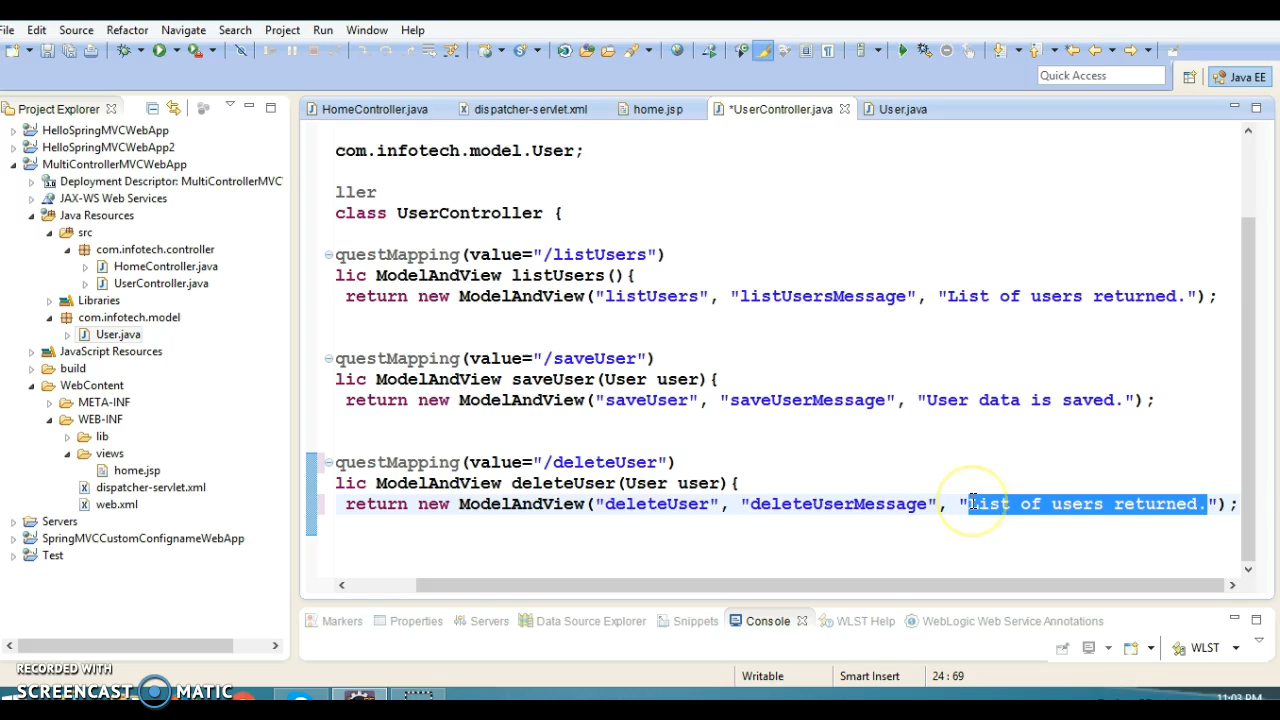 File Edit Source Refactor Navigate Search Project Run Window Help
Quick Access
Java EE
Project Explorer
HomeController.java dispatcher-servlet.xml home.jsp *UserController.java User.java
HelloSpringMVCWebApp
HelloSpringMVCWebApp2
MultiControllerMVCWebApp
Deployment Descriptor: MultiControllerMVC
JAX-WS Web Services
Java Resources
src
com.infotech.controller
HomeController.java
UserController.java
Libraries
com.infotech.model
User.java
JavaScript Resources
build
WebContent
META-INF
WEB-INF
lib
views
home.jsp
dispatcher-servlet.xml
web.xml
Servers
SpringMVCCustomConfignameWebApp
Test
com.infotech.model.User;
ller
class UserController {
questMapping(value="/listUsers")
lic ModelAndView listUsers(){
return new ModelAndView("listUsers", "listUsersMessage", "List of users returned.");
questMapping(value="/saveUser")
lic ModelAndView saveUser(User user){
return new ModelAndView("saveUser", "saveUserMessage", "User data is saved.");
questMapping(value="/deleteUser")
lic ModelAndView deleteUser(User user){
return new ModelAndView("deleteUser", "deleteUserMessage", "List of users returned.");
Markers Properties Servers Data Source Explorer Snippets Console WLST Help WebLogic Web Service Annotations
WLST
Writable Smart Insert 24 : 69
RECORDED WITH
SCREENCAST MATIC
11:03 PM